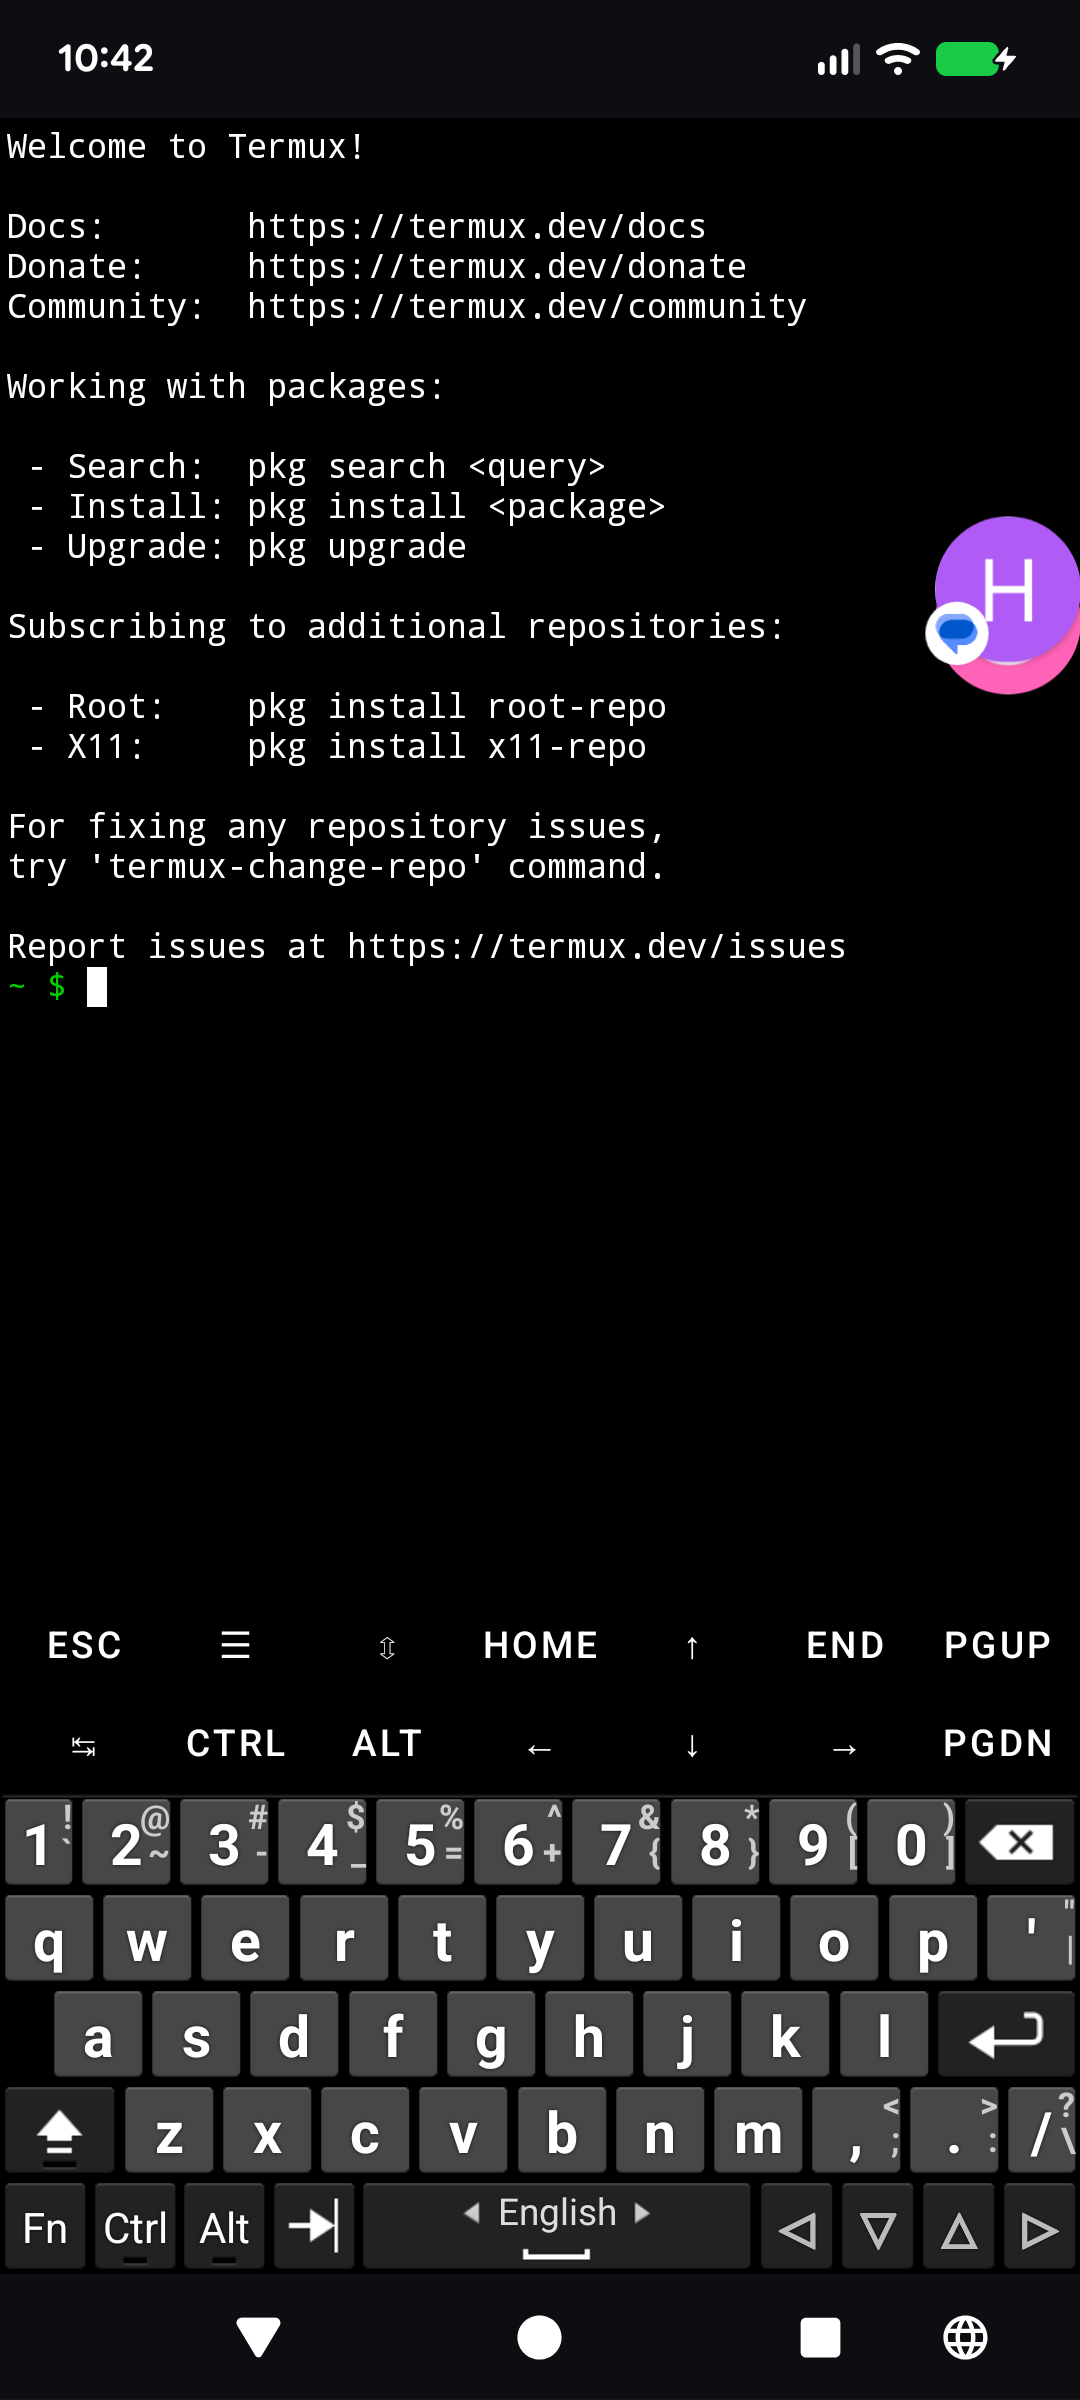 10:42
Welcome to Termux!
Docs: https://termux.dev/docs
Donate: https://termux.dev/donate
Community: https://termux.dev/community
Working with packages:
- Search: pkg search <query>
- Install: pkg install <package>
- Upgrade: pkg upgrade
Subscribing to additional repositories:
- Root: pkg install root-repo
- X11: pkg install x11-repo
For fixing any repository issues,
try 'termux-change-repo' command.
Report issues at https://termux.dev/issues
~ $
H
ESC ☰ ⇳ HOME ↑ END PGUP
↹ CTRL ALT ← ↓ → PGDN
1 ! ` 2 @ ~ 3 # - 4 $ _ 5 % = 6 ^ + 7 & { 8 * } 9 ( [ 0 ) ]
q w e r t y u i o p ' " |
a s d f g h j k l
z x c v b n m , < ; . > : / ? \
Fn Ctrl Alt English